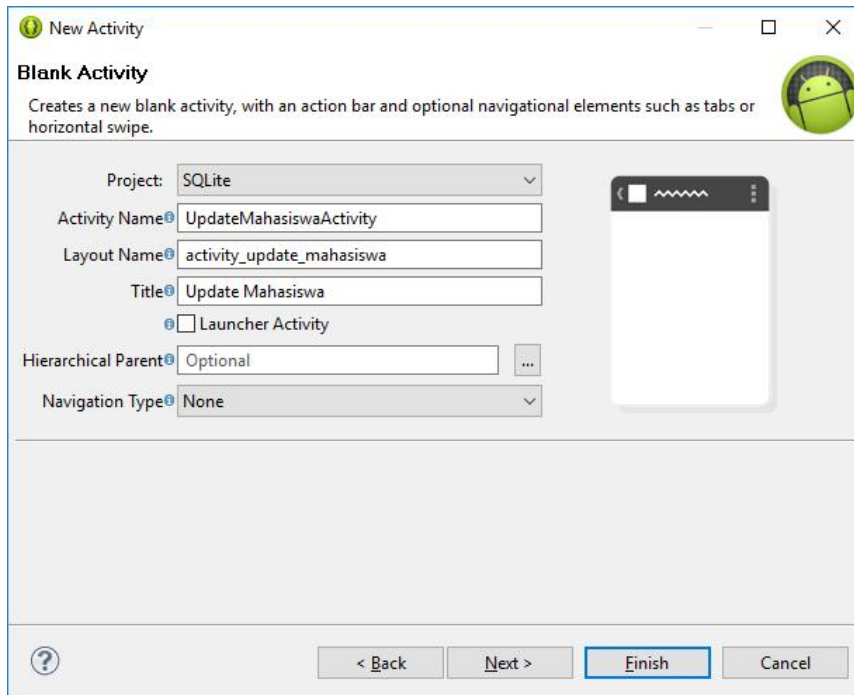 New Activity
Blank Activity
Creates a new blank activity, with an action bar and optional navigational elements such as tabs or
horizontal swipe.
Project: SQLite
Activity Name UpdateMahasiswaActivity
Layout Name activity_update_mahasiswa
Title Update Mahasiswa
Launcher Activity
Hierarchical Parent Optional ...
Navigation Type None
? < Back Next > Finish Cancel